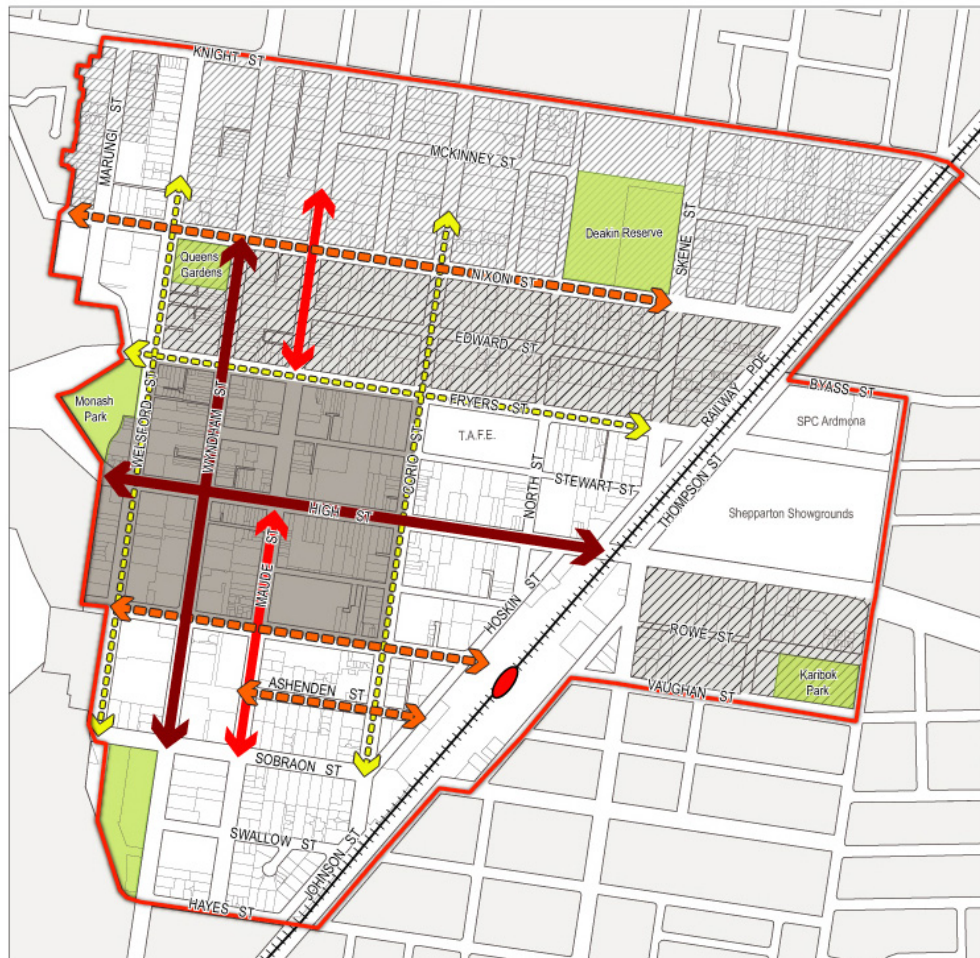 KNIGHT ST
MARUNGI ST
MCKINNEY ST
Deakin Reserve
SKENE ST
Queens
Gardens
NIXON ST
EDWARD ST
RAILWAY PDE
BYASS ST
Monash
Park
WELSFORD ST
WYNDHAM ST
FRYERS ST
CORIO ST
T.A.F.E.
SPC Ardmona
NORTH ST
STEWART ST
THOMPSON ST
HIGH ST
Shepparton Showgrounds
MAUDE ST
HOSKIN ST
ROWE ST
Karibok
Park
VAUGHAN ST
ASHENDEN ST
SOBRAON ST
SWALLOW ST
JOHNSON ST
HAYES ST